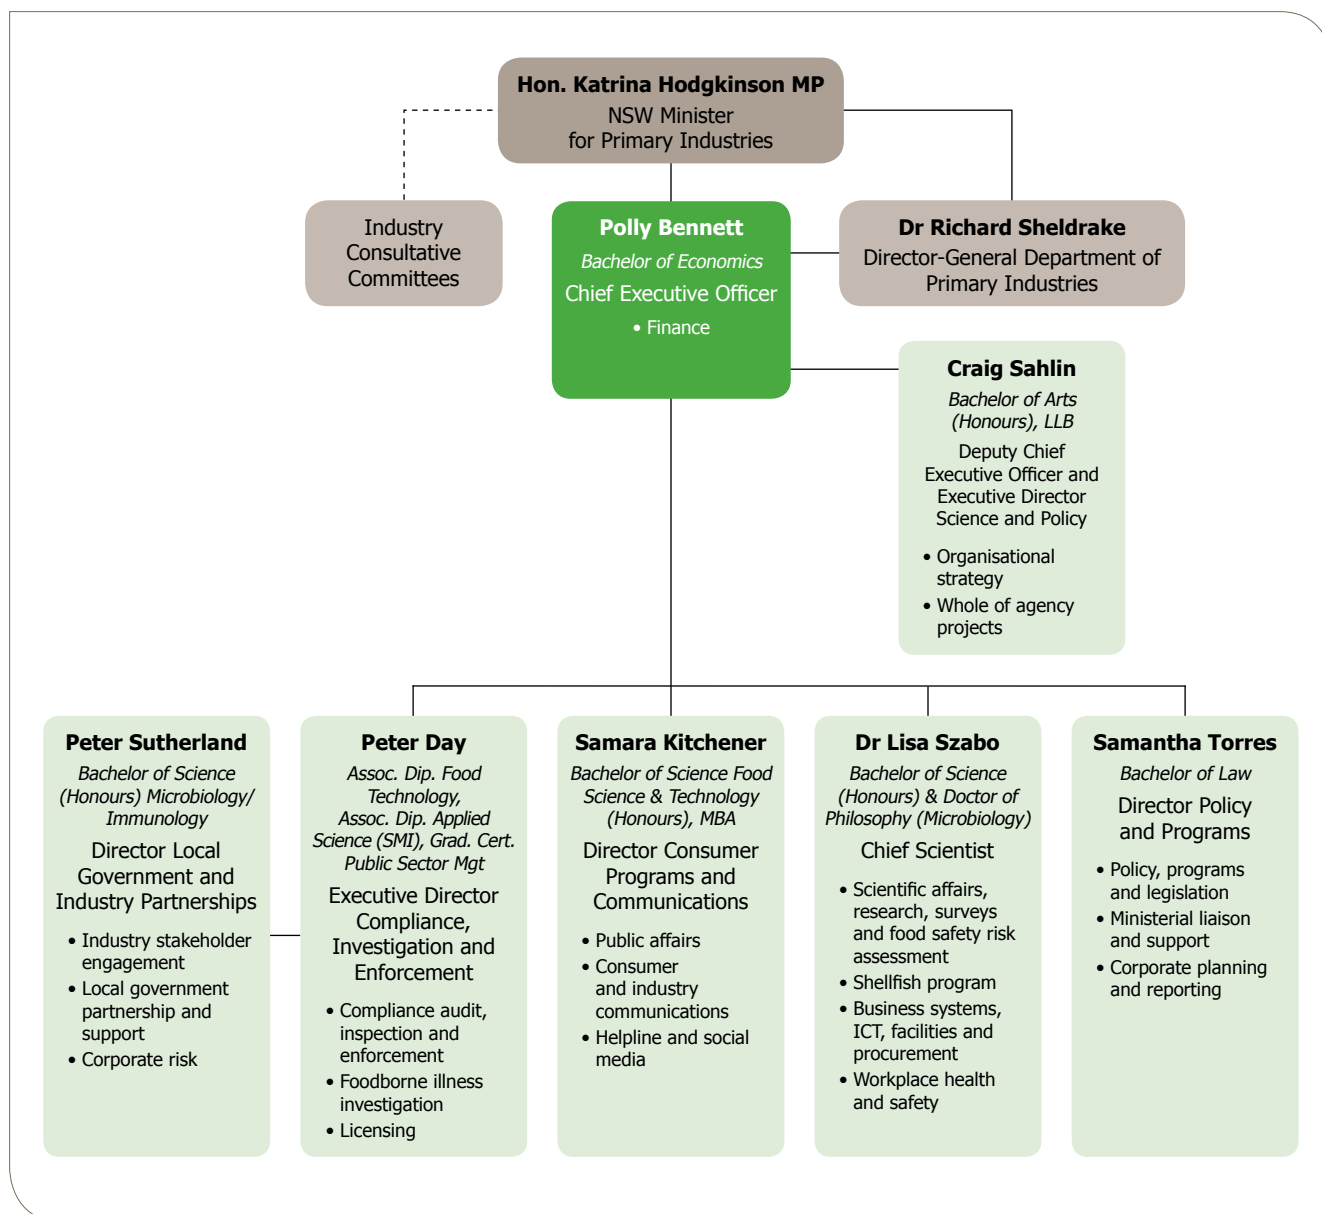 Hon. Katrina Hodgkinson MP
NSW Minister
for Primary Industries
Industry
Consultative
Committees
Polly Bennett
Bachelor of Economics
Chief Executive Officer
• Finance
Dr Richard Sheldrake
Director-General Department of
Primary Industries
Craig Sahlin
Bachelor of Arts
(Honours), LLB
Deputy Chief
Executive Officer and
Executive Director
Science and Policy
• Organisational
strategy
• Whole of agency
projects
Peter Sutherland
Bachelor of Science
(Honours) Microbiology/
Immunology
Director Local
Government and
Industry Partnerships
• Industry stakeholder
engagement
• Local government
partnership and
support
• Corporate risk
Peter Day
Assoc. Dip. Food
Technology,
Assoc. Dip. Applied
Science (SMI), Grad. Cert.
Public Sector Mgt
Executive Director
Compliance,
Investigation and
Enforcement
• Compliance audit,
inspection and
enforcement
• Foodborne illness
investigation
• Licensing
Samara Kitchener
Bachelor of Science Food
Science & Technology
(Honours), MBA
Director Consumer
Programs and
Communications
• Public affairs
• Consumer
and industry
communications
• Helpline and social
media
Dr Lisa Szabo
Bachelor of Science
(Honours) & Doctor of
Philosophy (Microbiology)
Chief Scientist
• Scientific affairs,
research, surveys
and food safety risk
assessment
• Shellfish program
• Business systems,
ICT, facilities and
procurement
• Workplace health
and safety
Samantha Torres
Bachelor of Law
Director Policy
and Programs
• Policy, programs
and legislation
• Ministerial liaison
and support
• Corporate planning
and reporting